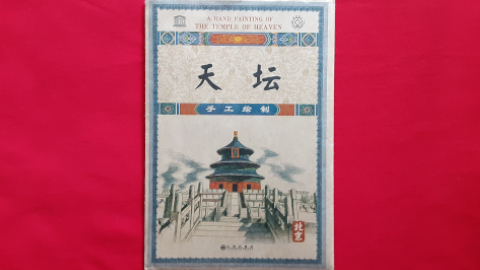 A HAND PAINTING OF
THE TEMPLE OF HEAVEN
天坛
手工绘制
北京